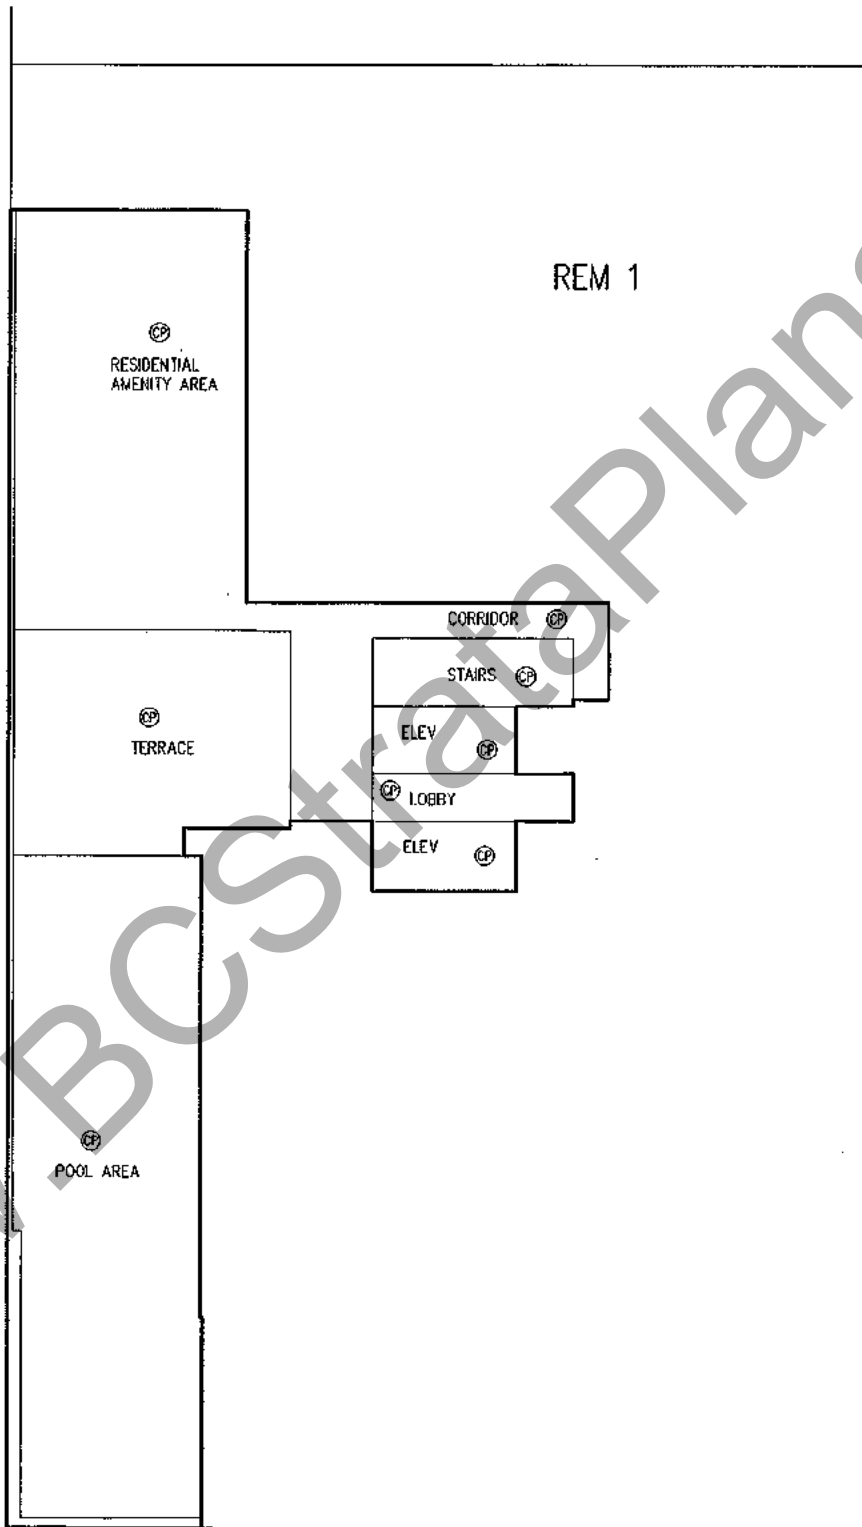 REM 1
CP
RESIDENTIAL
AMENITY AREA
CORRIDOR CP
STAIRS CP
CP
TERRACE
ELEV
CP
CP
LOBBY
ELEV
CP
CP
POOL AREA
.BCStrataPlans